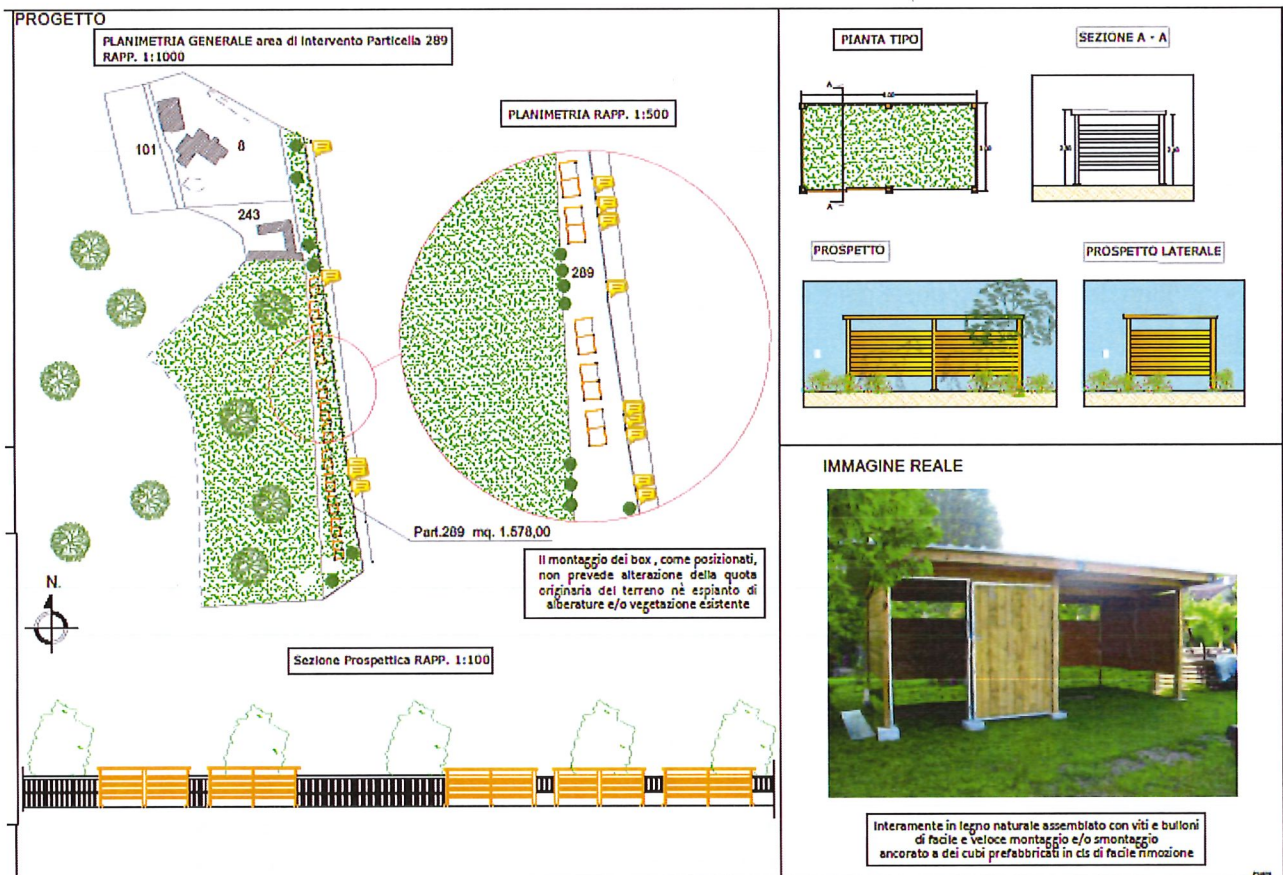 PROGETTO
PLANIMETRIA GENERALE area di intervento Particella 289
RAPP. 1:1000
101
8
243
PLANIMETRIA RAPP. 1:500
289
Part.289 mq. 1.578,00
Il montaggio dei box , come posizionati,
non prevede alterazione della quota
originaria del terreno nè espianto di
alberature e/o vegetazione esistente
N.
Sezione Prospettica RAPP. 1:100
PIANTA TIPO
A
A
SEZIONE A - A
PROSPETTO
PROSPETTO LATERALE
IMMAGINE REALE
Interamente in legno naturale assemblato con viti e bulloni
di facile e veloce montaggio e/o smontaggio
ancorato a dei cubi prefabbricati in cls di facile rimozione